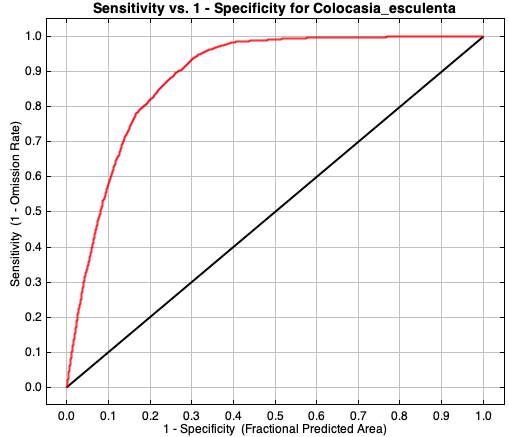 Sensitivity vs. 1 - Specificity for Colocasia_esculenta
Sensitivity (1 - Omission Rate)
1.0
0.9
0.8
0.7
0.6
0.5
0.4
0.3
0.2
0.1
0.0
0.0 0.1 0.2 0.3 0.4 0.5 0.6 0.7 0.8 0.9 1.0
1 - Specificity (Fractional Predicted Area)